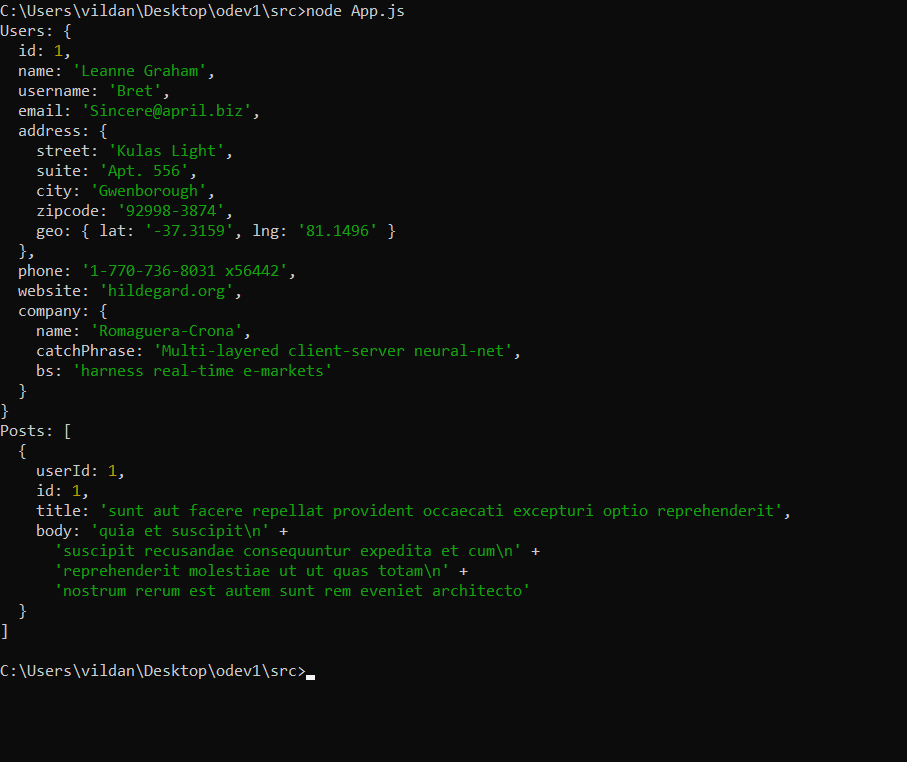 C:\Users\vildan\Desktop\odev1\src>node App.js
Users: {
  id: 1,
  name: 'Leanne Graham',
  username: 'Bret',
  email: 'Sincere@april.biz',
  address: {
    street: 'Kulas Light',
    suite: 'Apt. 556',
    city: 'Gwenborough',
    zipcode: '92998-3874',
    geo: { lat: '-37.3159', lng: '81.1496' }
  },
  phone: '1-770-736-8031 x56442',
  website: 'hildegard.org',
  company: {
    name: 'Romaguera-Crona',
    catchPhrase: 'Multi-layered client-server neural-net',
    bs: 'harness real-time e-markets'
  }
}
Posts: [
  {
    userId: 1,
    id: 1,
    title: 'sunt aut facere repellat provident occaecati excepturi optio reprehenderit',
    body: 'quia et suscipit\n' +
      'suscipit recusandae consequuntur expedita et cum\n' +
      'reprehenderit molestiae ut ut quas totam\n' +
      'nostrum rerum est autem sunt rem eveniet architecto'
  }
]
C:\Users\vildan\Desktop\odev1\src>